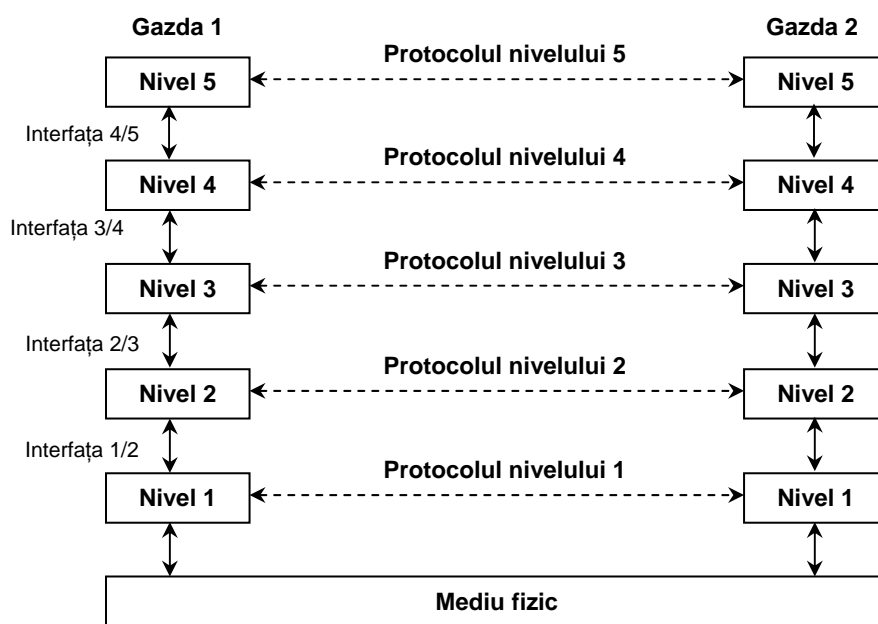 Gazda 1
Gazda 2
Protocolul nivelului 5
Nivel 5
Nivel 5
Interfața 4/5
Protocolul nivelului 4
Nivel 4
Nivel 4
Interfața 3/4
Protocolul nivelului 3
Nivel 3
Nivel 3
Interfața 2/3
Protocolul nivelului 2
Nivel 2
Nivel 2
Interfața 1/2
Protocolul nivelului 1
Nivel 1
Nivel 1
Mediu fizic